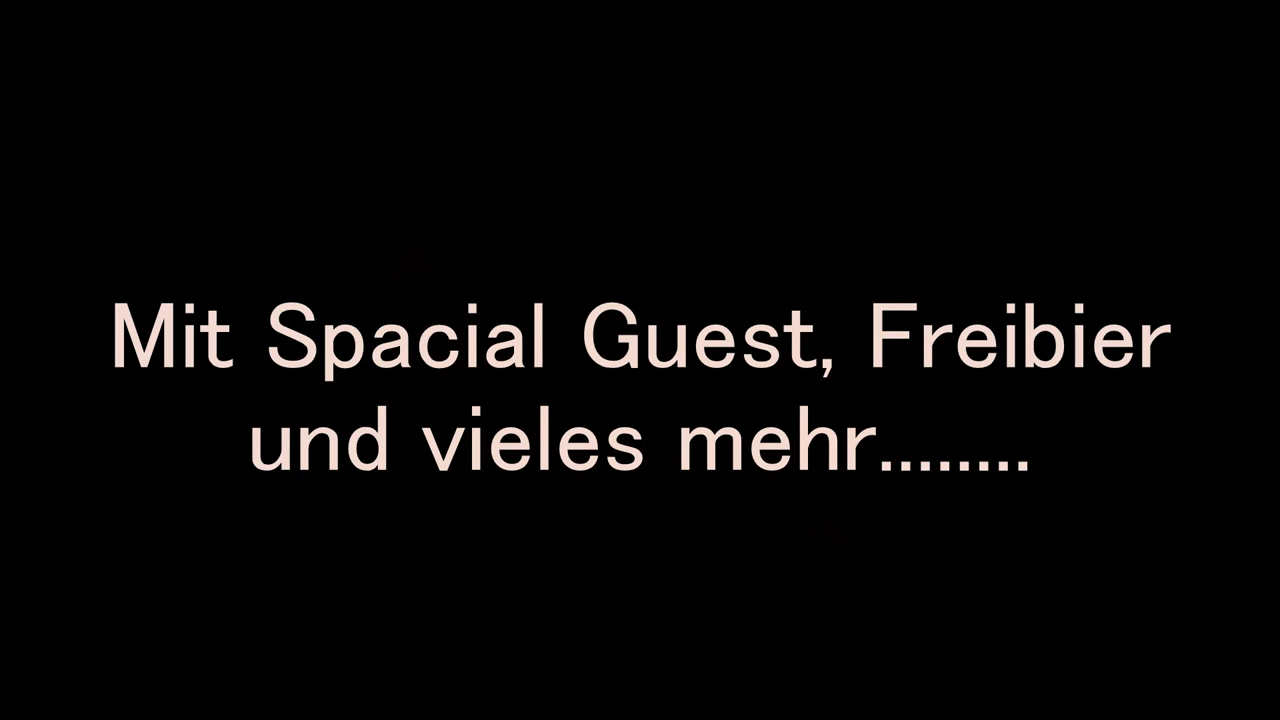 Mit Spacial Guest, Freibier
und vieles mehr........